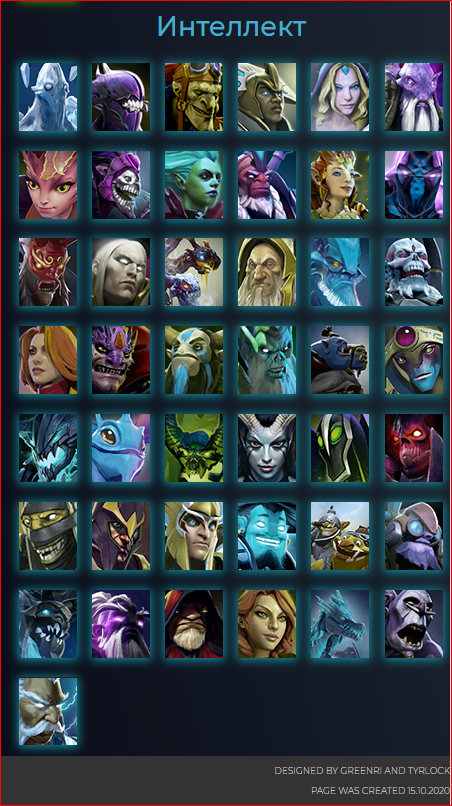 Интеллект
DESIGNED BY GREENRI AND TYRLOCK
PAGE WAS CREATED 15.10.2020